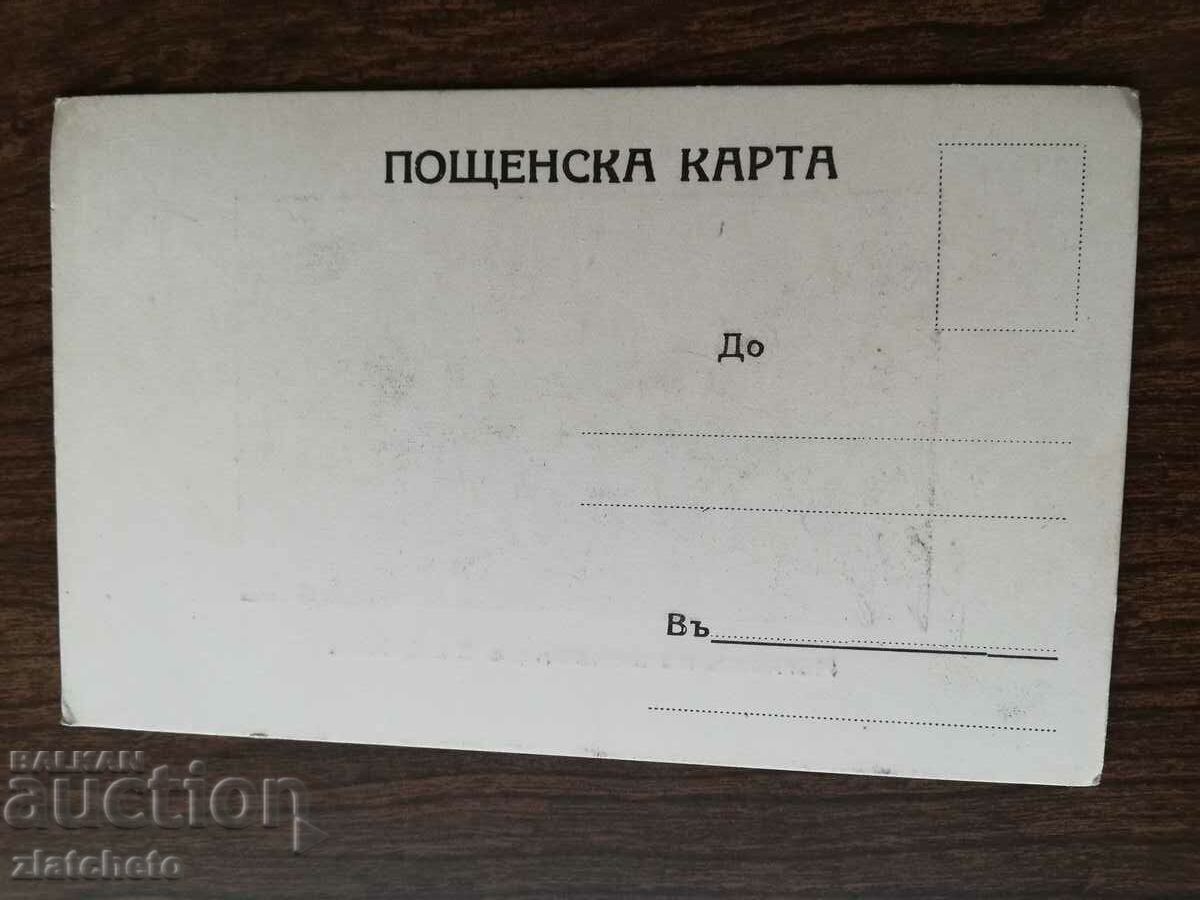 ПОЩЕНСКА КАРТА
До
Въ
BALKAN
auction
zlatcheto